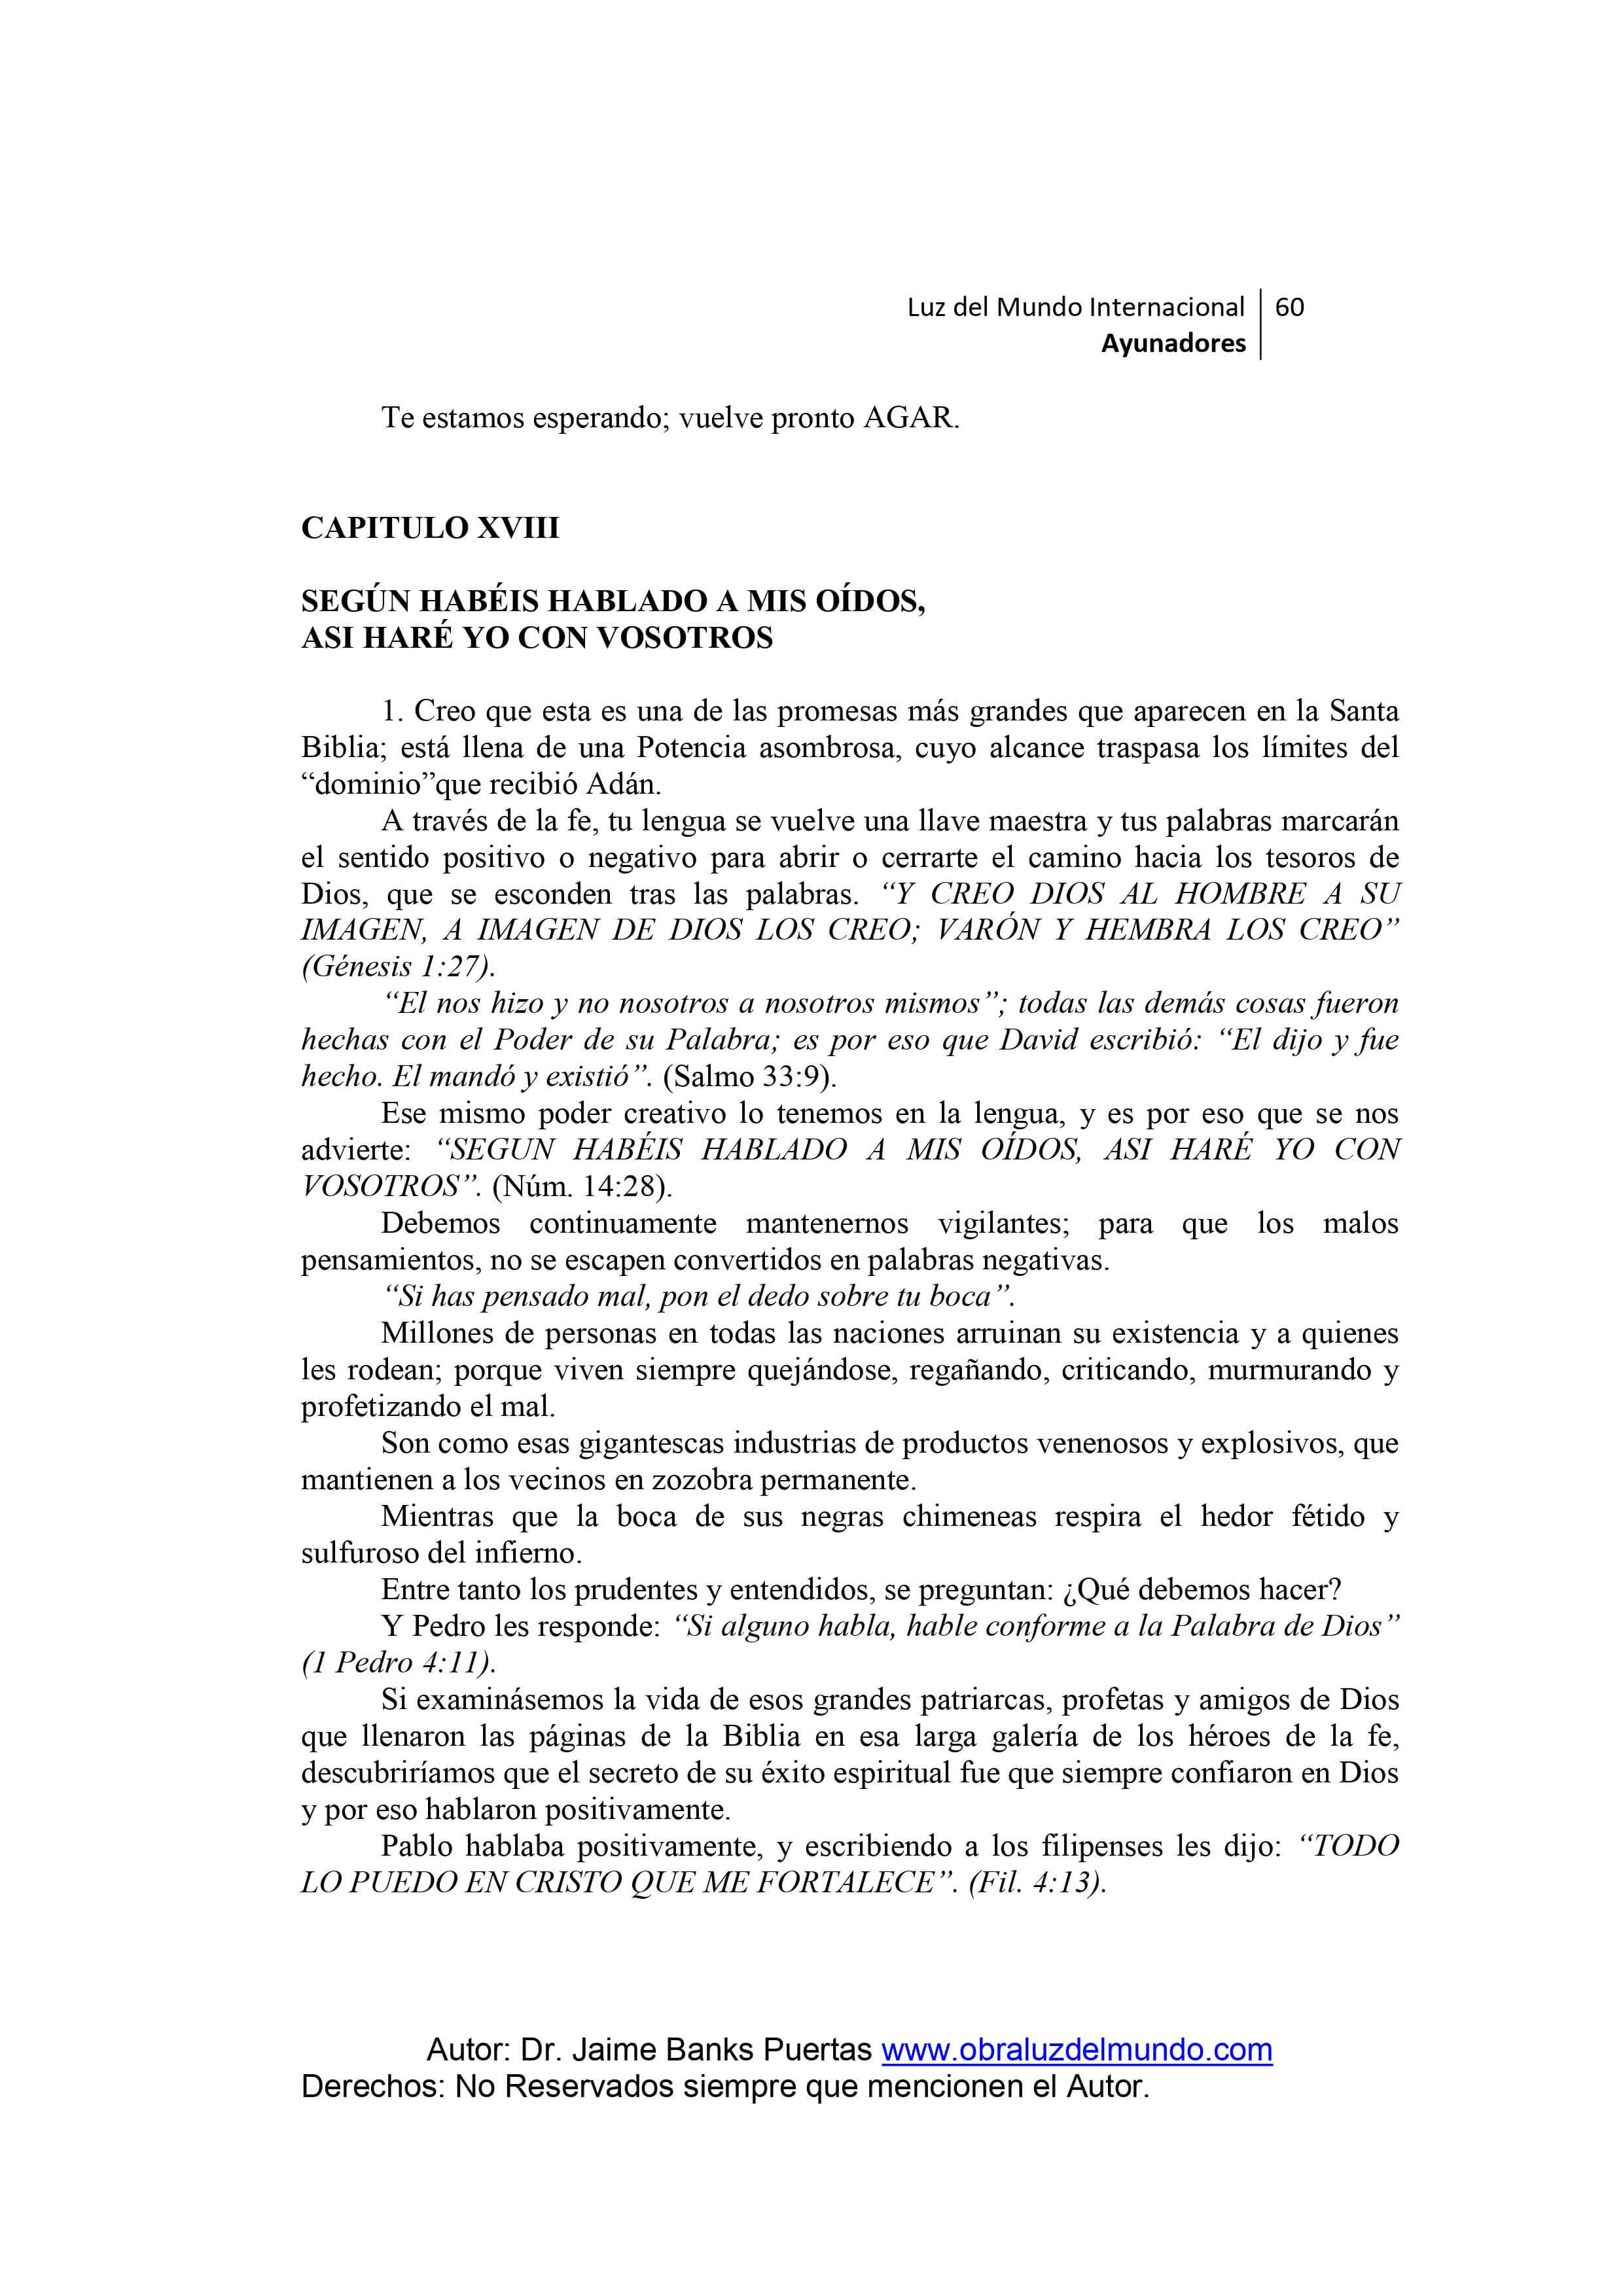 Luz del Mundo Internacional 60
Ayunadores
Te estamos esperando; vuelve pronto AGAR.
CAPITULO XVIII
SEGÚN HABÉIS HABLADO A MIS OÍDOS,
ASI HARÉ YO CON VOSOTROS
1. Creo que esta es una de las promesas más grandes que aparecen en la Santa
Biblia; está llena de una Potencia asombrosa, cuyo alcance traspasa los límites del
“dominio”que recibió Adán.
A través de la fe, tu lengua se vuelve una llave maestra y tus palabras marcarán
el sentido positivo o negativo para abrir o cerrarte el camino hacia los tesoros de
Dios, que se esconden tras las palabras. “Y CREO DIOS AL HOMBRE A SU
IMAGEN, A IMAGEN DE DIOS LOS CREO; VARÓN Y HEMBRA LOS CREO”
(Génesis 1:27).
“El nos hizo y no nosotros a nosotros mismos”; todas las demás cosas fueron
hechas con el Poder de su Palabra; es por eso que David escribió: “El dijo y fue
hecho. El mandó y existió”. (Salmo 33:9).
Ese mismo poder creativo lo tenemos en la lengua, y es por eso que se nos
advierte: “SEGUN HABÉIS HABLADO A MIS OÍDOS, ASI HARÉ YO CON
VOSOTROS”. (Núm. 14:28).
Debemos continuamente mantenernos vigilantes; para que los malos
pensamientos, no se escapen convertidos en palabras negativas.
“Si has pensado mal, pon el dedo sobre tu boca”.
Millones de personas en todas las naciones arruinan su existencia y a quienes
les rodean; porque viven siempre quejándose, regañando, criticando, murmurando y
profetizando el mal.
Son como esas gigantescas industrias de productos venenosos y explosivos, que
mantienen a los vecinos en zozobra permanente.
Mientras que la boca de sus negras chimeneas respira el hedor fétido y
sulfuroso del infierno.
Entre tanto los prudentes y entendidos, se preguntan: ¿Qué debemos hacer?
Y Pedro les responde: “Si alguno habla, hable conforme a la Palabra de Dios”
(1 Pedro 4:11).
Si examinásemos la vida de esos grandes patriarcas, profetas y amigos de Dios
que llenaron las páginas de la Biblia en esa larga galería de los héroes de la fe,
descubriríamos que el secreto de su éxito espiritual fue que siempre confiaron en Dios
y por eso hablaron positivamente.
Pablo hablaba positivamente, y escribiendo a los filipenses les dijo: “TODO
LO PUEDO EN CRISTO QUE ME FORTALECE”. (Fil. 4:13).
Autor: Dr. Jaime Banks Puertas www.obraluzdelmundo.com
Derechos: No Reservados siempre que mencionen el Autor.